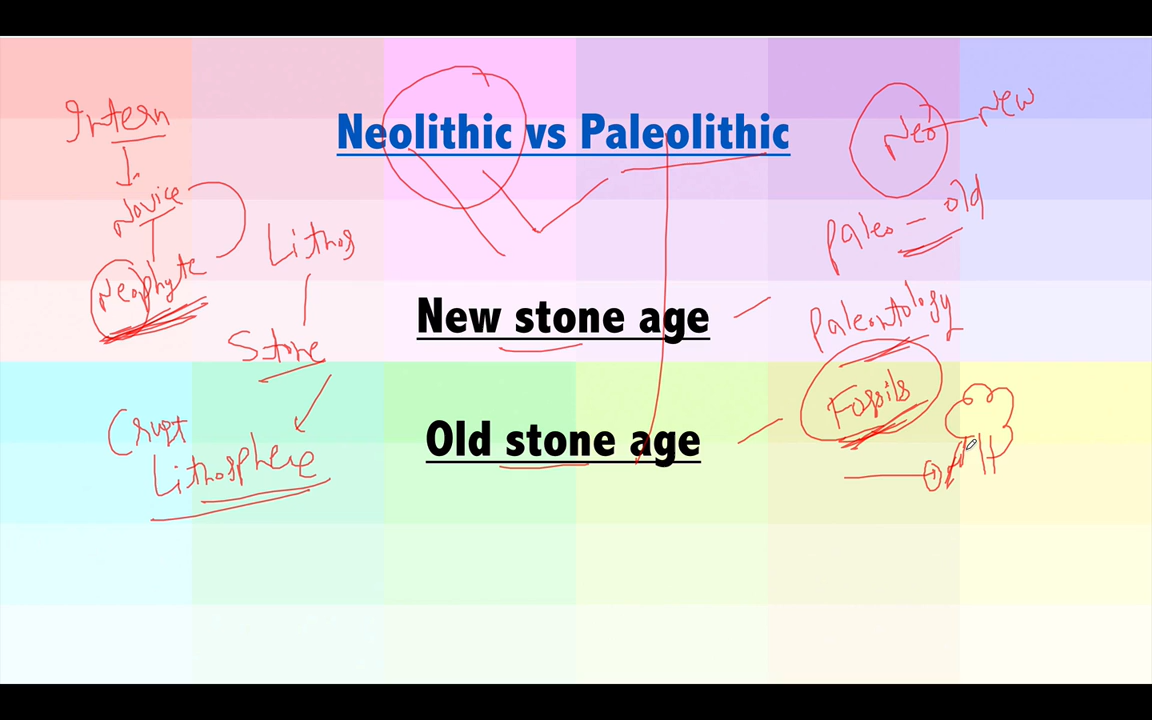 Neolithic vs Paleolithic
New stone age
Old stone age
Intern
Novice
Neophyte
Lithos
Stone
Crupt
Lithosphere
Neo - New
Paleo - old
Paleontology
Fossils